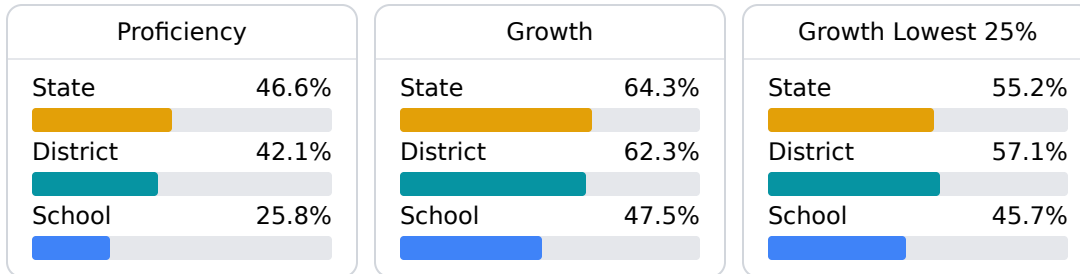 Proficiency
State 46.6%
District 42.1%
School 25.8%
Growth
State 64.3%
District 62.3%
School 47.5%
Growth Lowest 25%
State 55.2%
District 57.1%
School 45.7%